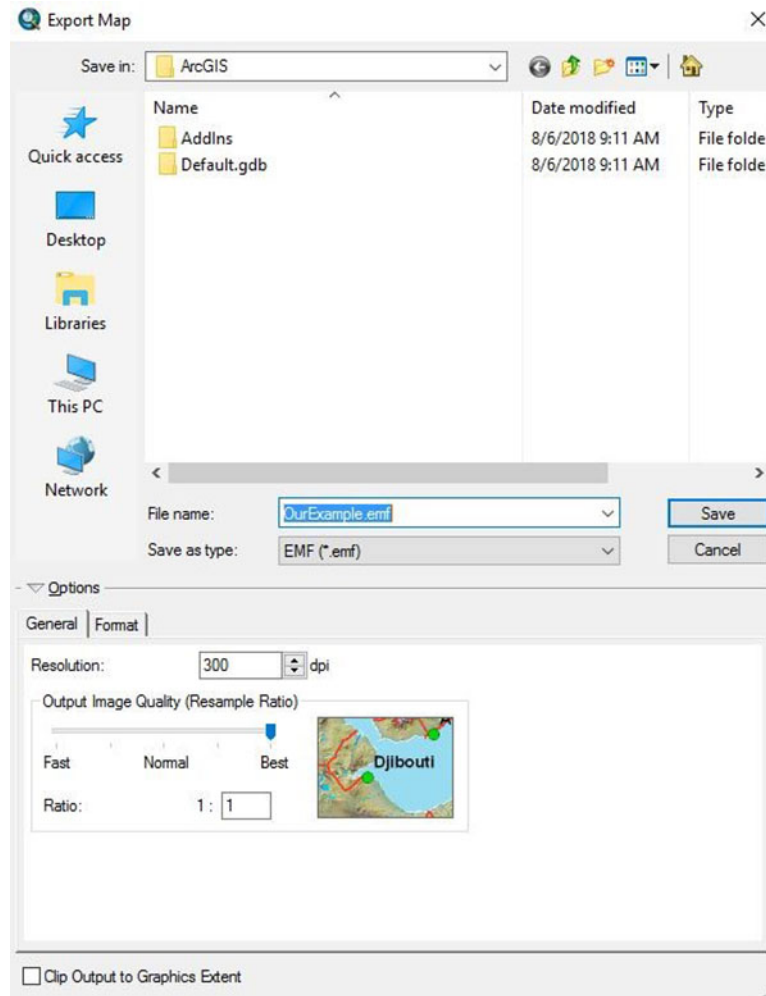 Export Map
Save in: ArcGIS
Name Date modified Type
AddIns 8/6/2018 9:11 AM File folde
Default.gdb 8/6/2018 9:11 AM File folde
Quick access
Desktop
Libraries
This PC
Network
File name: OurExample.emf Save
Save as type: EMF (*.emf) Cancel
Options
General Format
Resolution: 300 dpi
Output Image Quality (Resample Ratio)
Fast Normal Best
Djibouti
Ratio: 1 : 1
Clip Output to Graphics Extent